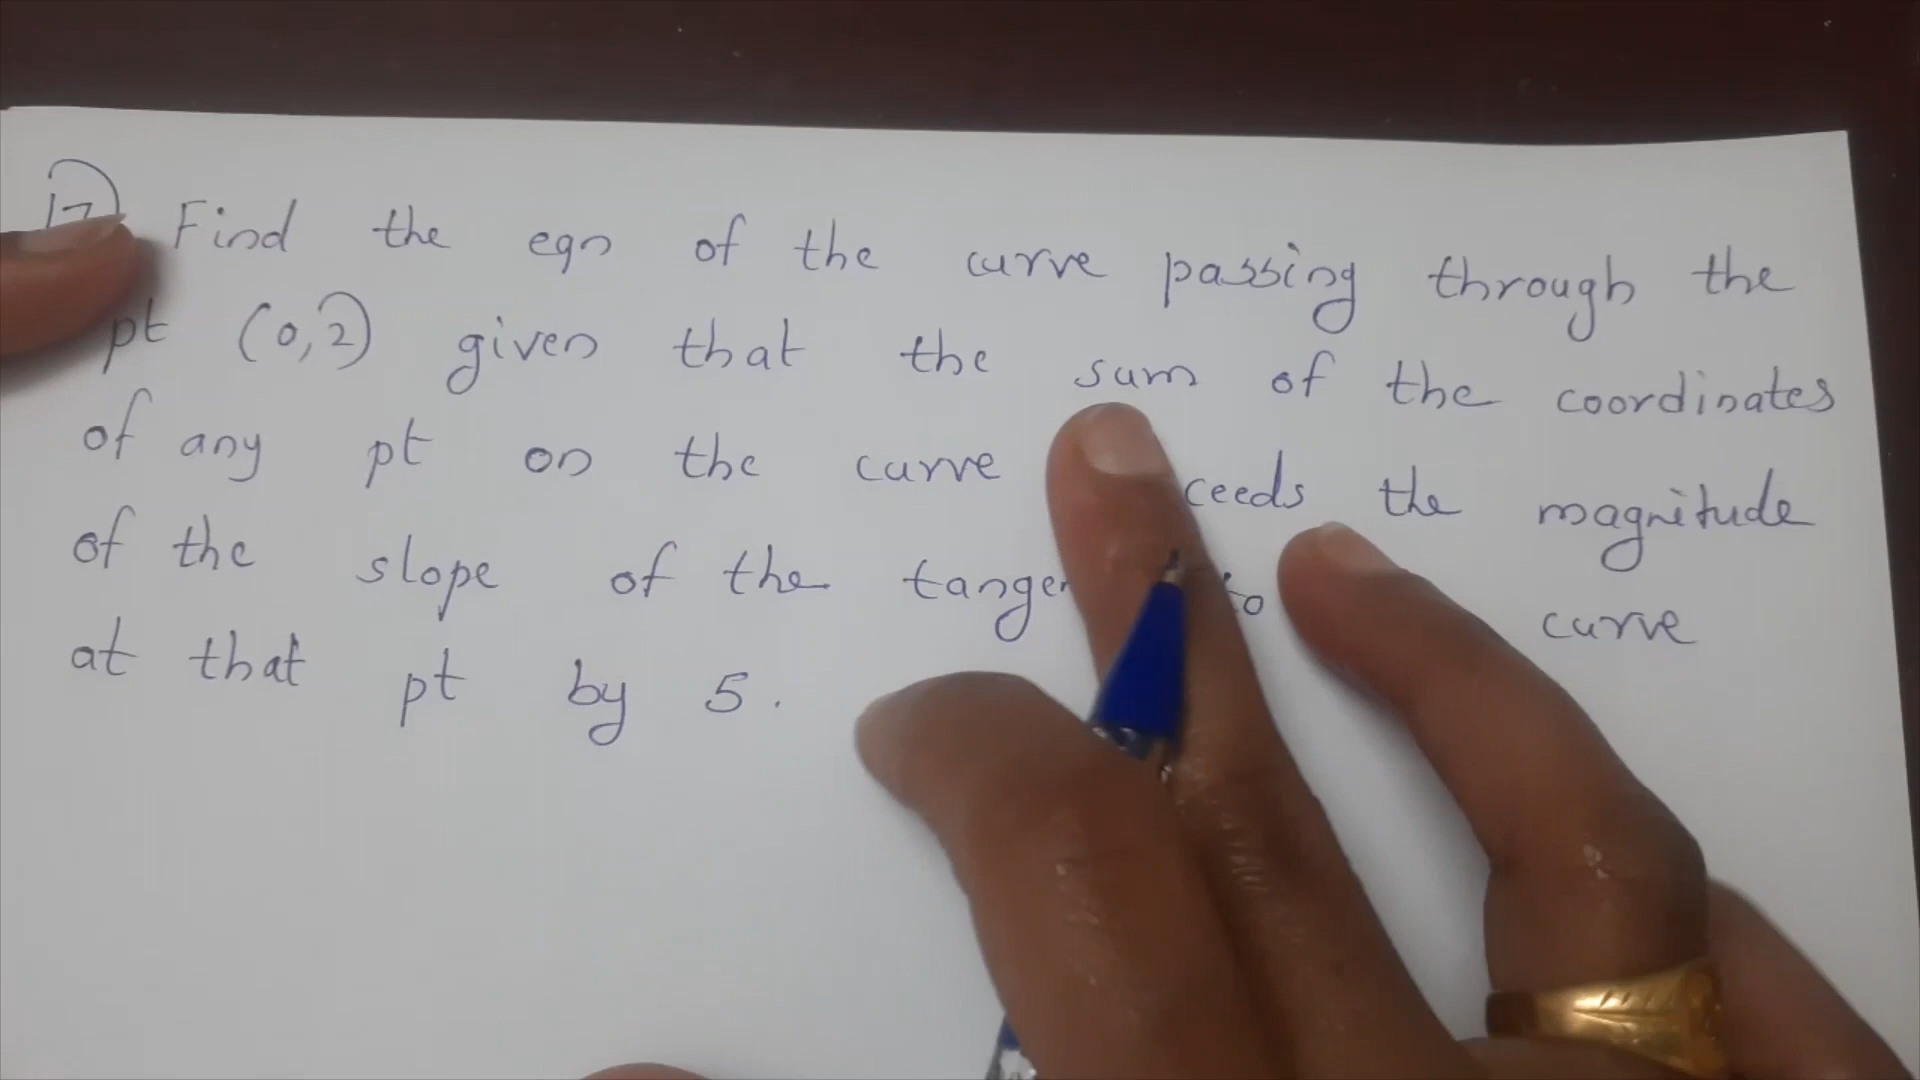 17 Find the eqn of the curve passing through the
pt (0,2) given that the sum of the coordinates
of any pt on the curve ceeds the magnitude
of the slope of the to curve
at that pt by 5.